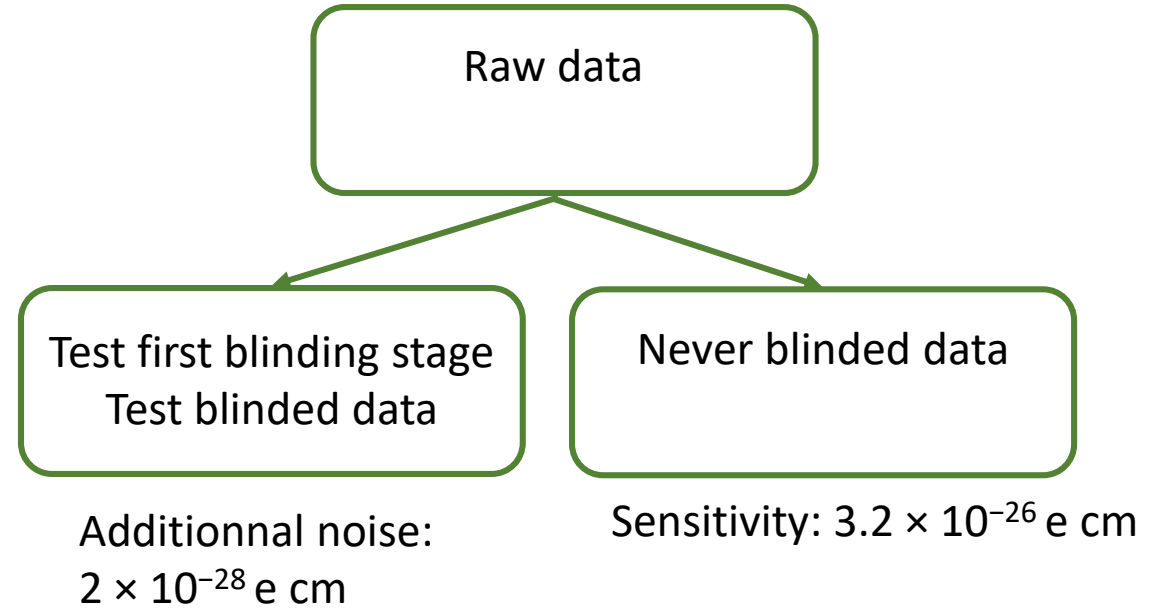 Raw data
Test first blinding stage
Test blinded data
Never blinded data
Additionnal noise:
2 × 10⁻²⁸ e cm
Sensitivity: 3.2 × 10⁻²⁶ e cm